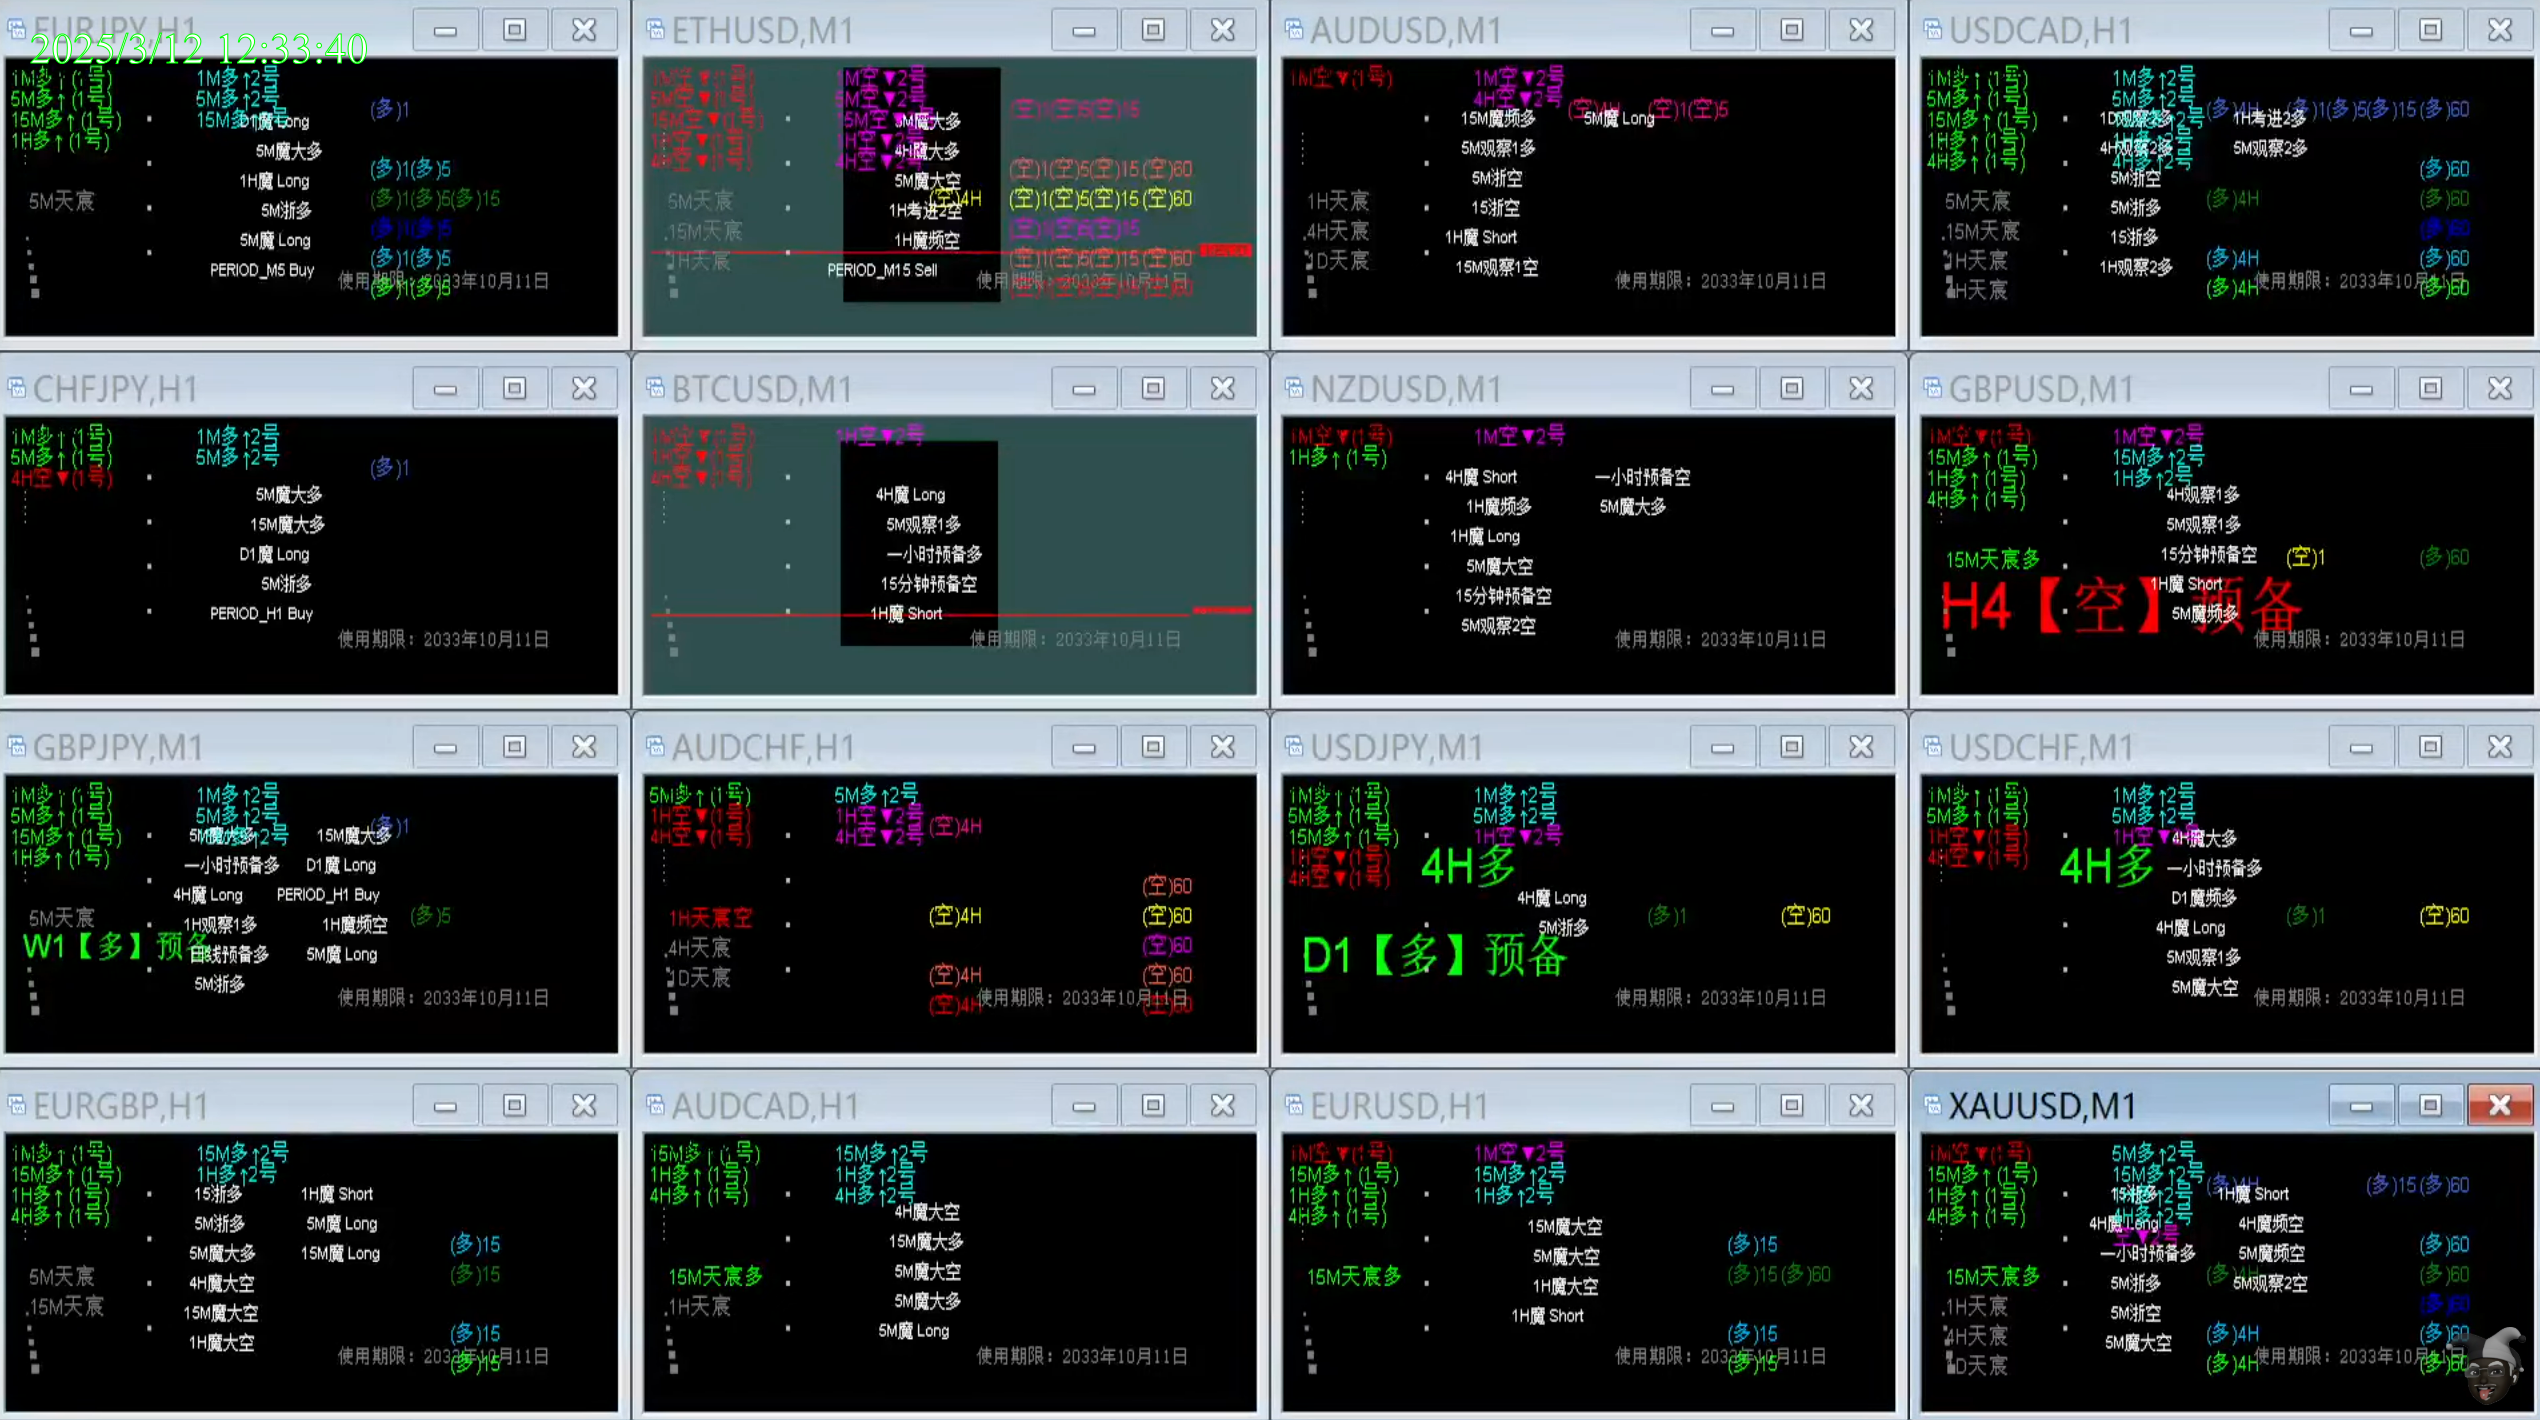 EURJPY,H1
2025/3/12 12:33:40
1M多↑(1号)
1M多↑2号
5M多↑(1号)
5M多↑2号
(多)1
15M多↑(1号)
15M多
D1魔 Long
1H多↑(1号)
5M魔大多
(多)1(多)5
1H魔 Long
5M天宸
(多)1(多)5(多)15
5M浙多
(多)1(多)5
5M魔 Long
(多)1(多)5
PERIOD_M5 Buy
使用期限：2033年10月11日
(多)1(多)5
ETHUSD,M1
1M空▼(1号)
1M空▼2号
5M空▼(1号)
5M空▼2号
(空)1(空)5(空)15
15M空▼(1号)
15M空▼
5M魔大多
1H空▼(1号)
1H空▼2号
4H魔大多
4H空▼(1号)
4H空▼2号
(空)1(空)5(空)15(空)60
5M魔大空
5M天宸
(空)4H
(空)1(空)5(空)15(空)60
1H考进2空
.15M天宸
(空)1(空)5(空)15
1H魔频空
1H天宸
(空)1(空)5(空)15(空)60
PERIOD_M15 Sell
AUDUSD,M1
1M空▼(1号)
1M空▼2号
4H空▼2号
(空)4H
(空)1(空)5
15M魔频多
5M魔 Long
5M观察1多
5M浙空
1H天宸
15浙空
.4H天宸
1H魔 Short
1D天宸
15M观察1空
使用期限：2033年10月11日
USDCAD,H1
1M多↑(1号)
1M多↑2号
5M多↑(1号)
5M多↑2号
(多)4H
(多)1(多)5(多)15(多)60
15M多↑(1号)
1D观察2多
1H考进2多
1H多↑(1号)
4H观察2多
5M观察2多
4H多↑(1号)
4H多↑2号
(多)60
5M浙空
5M天宸
(多)4H
(多)60
5M浙多
.15M天宸
(多)60
15浙多
1H天宸
(多)4H
(多)60
1H观察2多
4H天宸
(多)4H
使用期限：2033年10月11日
(多)60
CHFJPY,H1
1M多↑(1号)
1M多↑2号
5M多↑(1号)
5M多↑2号
(多)1
4H空▼(1号)
5M魔大多
15M魔大多
D1魔 Long
5M浙多
PERIOD_H1 Buy
使用期限：2033年10月11日
BTCUSD,M1
1M空▼(1号)
1H空▼2号
1H空▼(1号)
4H空▼(1号)
4H魔 Long
5M观察1多
一小时预备多
15分钟预备空
1H魔 Short
使用期限：2033年10月11日
NZDUSD,M1
1M空▼(1号)
1M空▼2号
1H多↑(1号)
4H魔 Short
一小时预备空
1H魔频多
5M魔大多
1H魔 Long
5M魔大空
15分钟预备空
5M观察2空
使用期限：2033年10月11日
GBPUSD,M1
1M空▼(1号)
1M空▼2号
15M多↑(1号)
15M多↑2号
1H多↑(1号)
1H多↑2号
4H多↑(1号)
4H观察1多
5M观察1多
15M天宸多
15分钟预备空
(空)1
(多)60
1H魔 Short
H4【空】预备
5M魔频多
使用期限：2033年10月11日
GBPJPY,M1
1M多↑(1号)
1M多↑2号
5M多↑(1号)
5M多↑2号
(多)1
15M多↑(1号)
5M魔大多
15M魔大多
1H多↑(1号)
一小时预备多
D1魔 Long
4H魔 Long
PERIOD_H1 Buy
5M天宸
(多)5
1H观察1多
1H魔频空
W1【多】预备
日线预备多
5M魔 Long
5M浙多
使用期限：2033年10月11日
AUDCHF,H1
5M多↑(1号)
5M多↑2号
1H空▼(1号)
1H空▼2号
(空)4H
4H空▼(1号)
4H空▼2号
(空)60
1H天宸空
(空)4H
(空)60
.4H天宸
(空)60
1D天宸
(空)4H
(空)60
(空)4H
使用期限：2033年10月11日
(空)60
USDJPY,M1
1M多↑(1号)
1M多↑2号
5M多↑(1号)
5M多↑2号
15M多↑(1号)
1H空▼2号
1H空▼(1号)
4H多
4H空▼(1号)
4H魔 Long
(多)1
(空)60
5M浙多
D1【多】预备
使用期限：2033年10月11日
USDCHF,M1
1M多↑(1号)
1M多↑2号
5M多↑(1号)
5M多↑2号
1H空▼(1号)
1H空▼
4H魔大多
4H空▼(1号)
4H多
一小时预备多
D1魔频多
(多)1
(空)60
4H魔 Long
5M观察1多
5M魔大空
使用期限：2033年10月11日
EURGBP,H1
1M多↑(1号)
15M多↑2号
15M多↑(1号)
1H多↑2号
1H多↑(1号)
15浙多
1H魔 Short
4H多↑(1号)
5M浙多
5M魔 Long
(多)15
5M魔大多
15M魔 Long
5M天宸
(多)15
4H魔大空
.15M天宸
15M魔大空
(多)15
1H魔大空
使用期限：2033年10月11日
(多)15
AUDCAD,H1
15M多↑(1号)
15M多↑2号
1H多↑(1号)
1H多↑2号
4H多↑(1号)
4H多↑2号
4H魔大空
15M魔大多
15M天宸多
5M魔大空
.1H天宸
5M魔大多
5M魔 Long
使用期限：2033年10月11日
EURUSD,H1
1M空▼(1号)
1M空▼2号
15M多↑(1号)
15M多↑2号
1H多↑(1号)
1H多↑2号
4H多↑(1号)
15M魔大空
(多)15
5M魔大空
15M天宸多
(多)15(多)60
1H魔大空
1H魔 Short
(多)15
使用期限：2033年10月11日
(多)15
XAUUSD,M1
1M空▼(1号)
5M多↑2号
15M多↑(1号)
15M多↑2号
(多)4H
(多)15(多)60
1H多↑(1号)
15浙多
1H魔 Short
4H多↑(1号)
4H魔 Long
4H魔频空
空▼2号
(多)60
一小时预备多
5M魔频空
15M天宸多
(多)4H
(多)60
5M浙多
5M观察2空
.1H天宸
(多)60
5M浙空
4H天宸
(多)4H
(多)60
5M魔大空
1D天宸
(多)4H
使用期限：2033年10月11日
(多)60